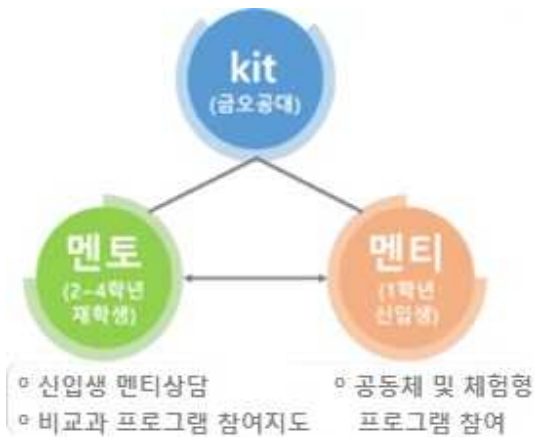 kit
(금오공대)
멘토
(2~4학년
재학생)
멘티
(1학년
신입생)
○ 신입생 멘티상담
○ 비교과 프로그램 참여지도
○ 공동체 및 체험형
프로그램 참여